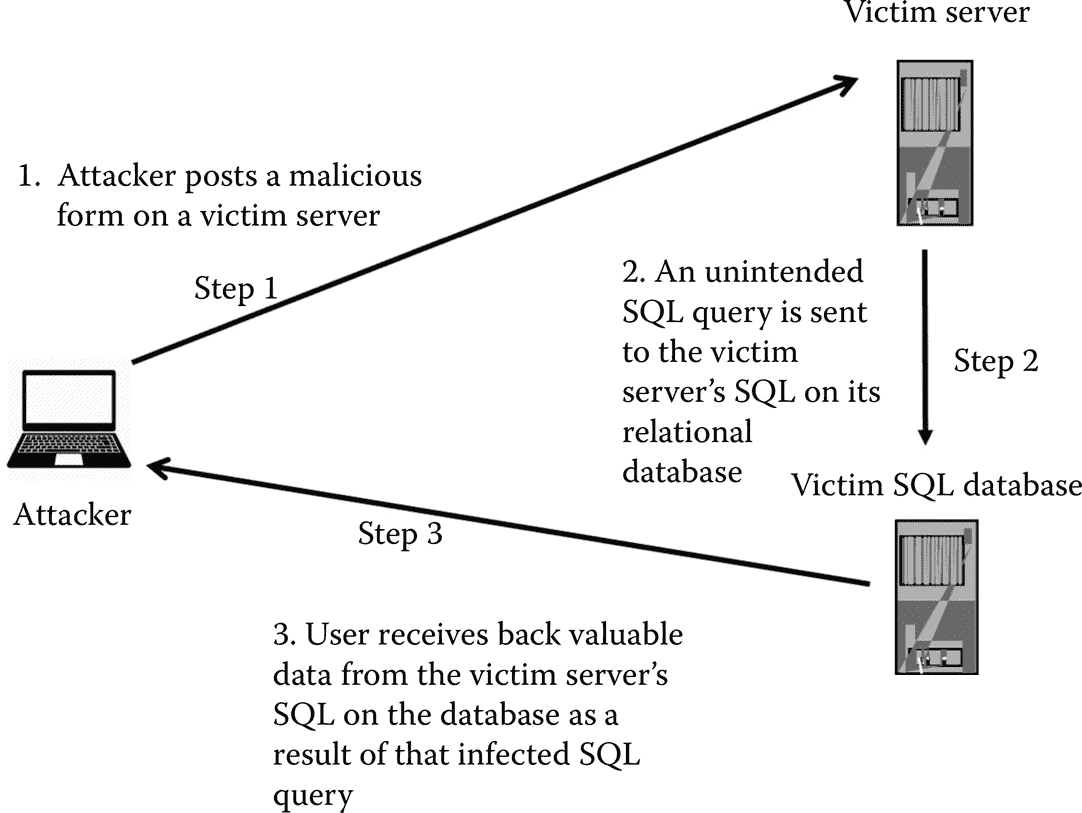 Victim server
1. Attacker posts a malicious
form on a victim server
Step 1
2. An unintended
SQL query is sent
to the victim
server’s SQL on its
relational
database
Step 2
Victim SQL database
Attacker
Step 3
3. User receives back valuable
data from the victim server’s
SQL on the database as a
result of that infected SQL
query